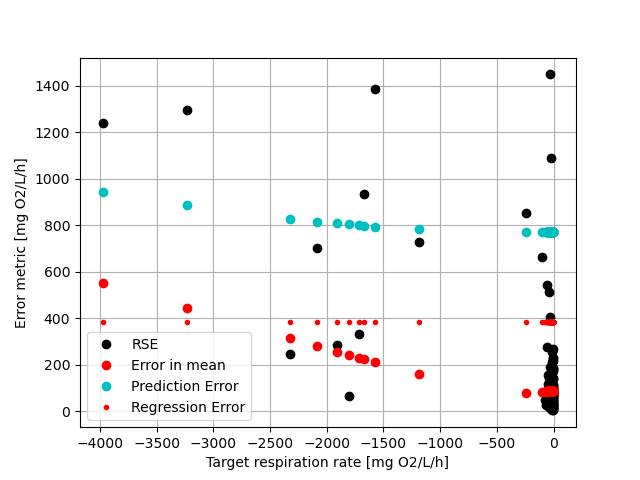 1400
1200
1000
800
600
400
200
0
Error metric [mg O2/L/h]
RSE
Error in mean
Prediction Error
Regression Error
−4000 −3500 −3000 −2500 −2000 −1500 −1000 −500 0
Target respiration rate [mg O2/L/h]